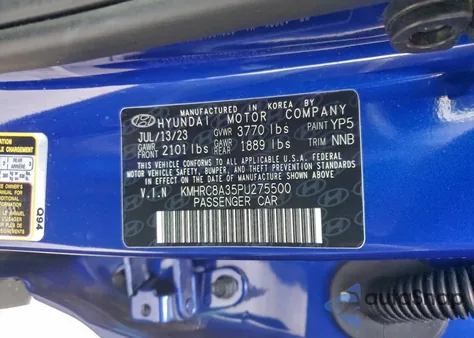 MANUFACTURED IN KOREA BY
HYUNDAI MOTOR COMPANY
JUL/13/23 GVWR 3770 lbs PAINT YP5
GAWR FRONT 2101 lbs GAWR REAR 1889 lbs TRIM NNB
THIS VEHICLE CONFORMS TO ALL APPLICABLE U.S.A. FEDERAL
MOTOR VEHICLE SAFETY, BUMPER, AND THEFT PREVENTION STANDARDS
IN EFFECT ON THE DATE OF MANUFACTURE SHOWN ABOVE.
V.I.N KMHRC8A35PU275500
PASSENGER CAR
Q94
autoshop